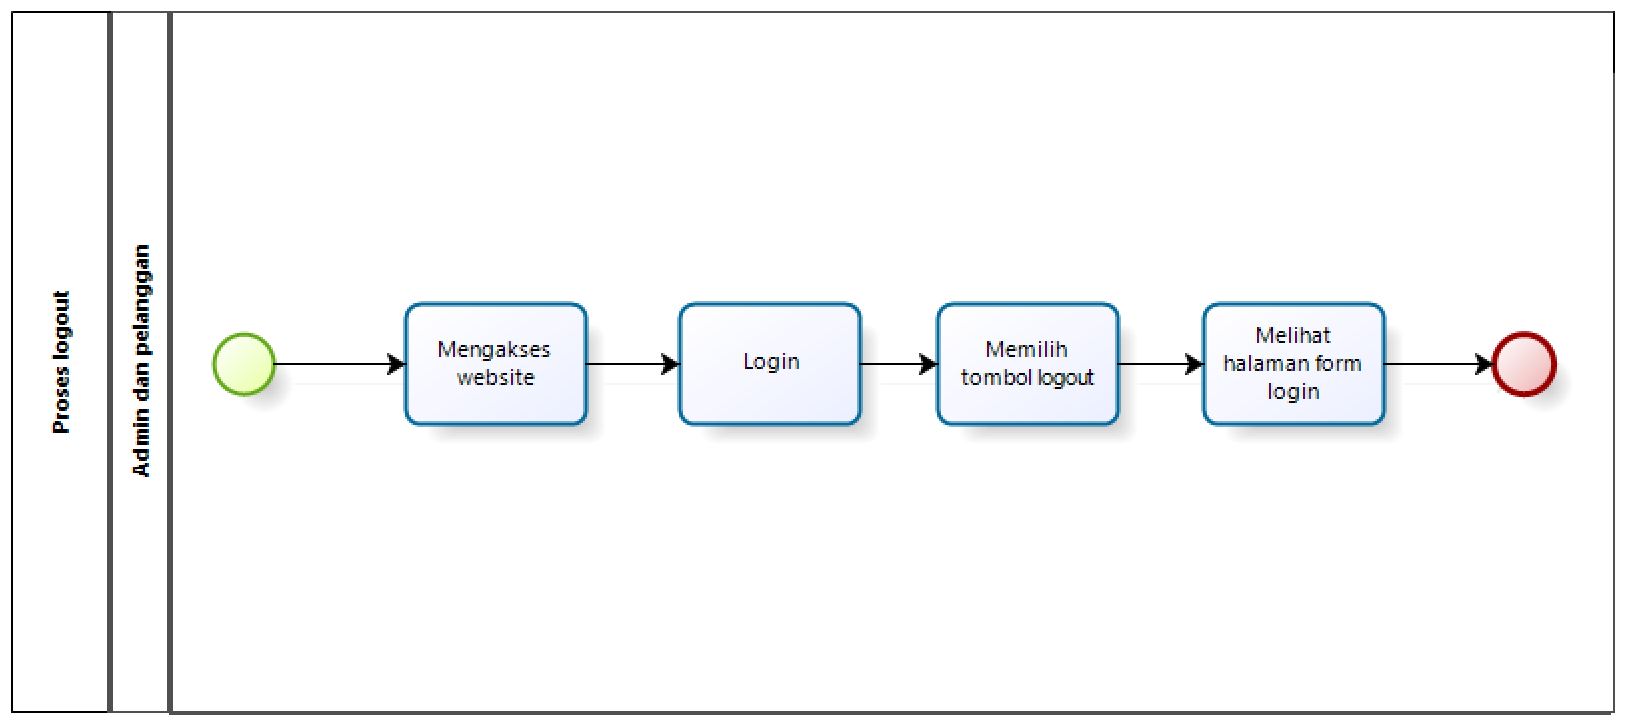 Proses logout
Admin dan pelanggan
Mengakses
website
Login
Memilih
tombol logout
Melihat
halaman form
login